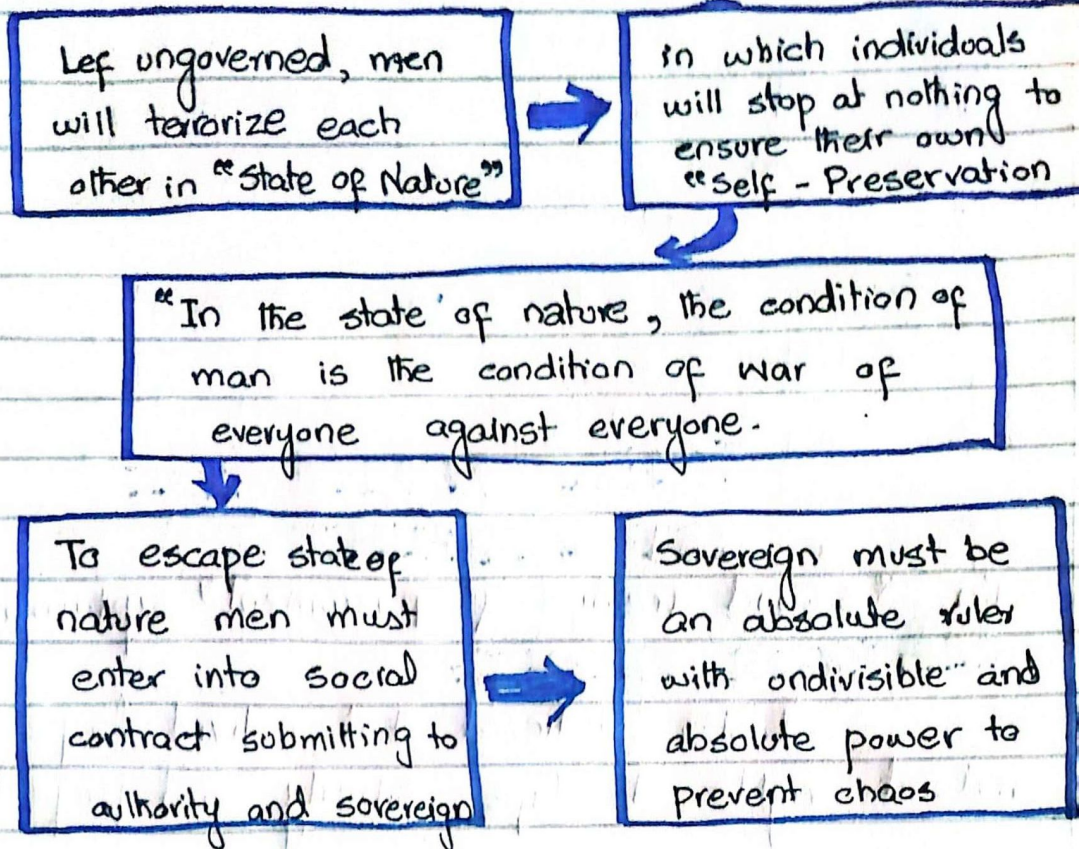 Lef ungoverned, men
will terrorize each
other in "State of Nature"
in which individuals
will stop at nothing to
ensure their own
"Self - Preservation
"In the state of nature, the condition of
man is the condition of war of
everyone against everyone.
To escape state of
nature men must
enter into social
contract submitting to
authority and sovereign
Sovereign must be
an absolute ruler
with ondivisible and
absolute power to
prevent chaos